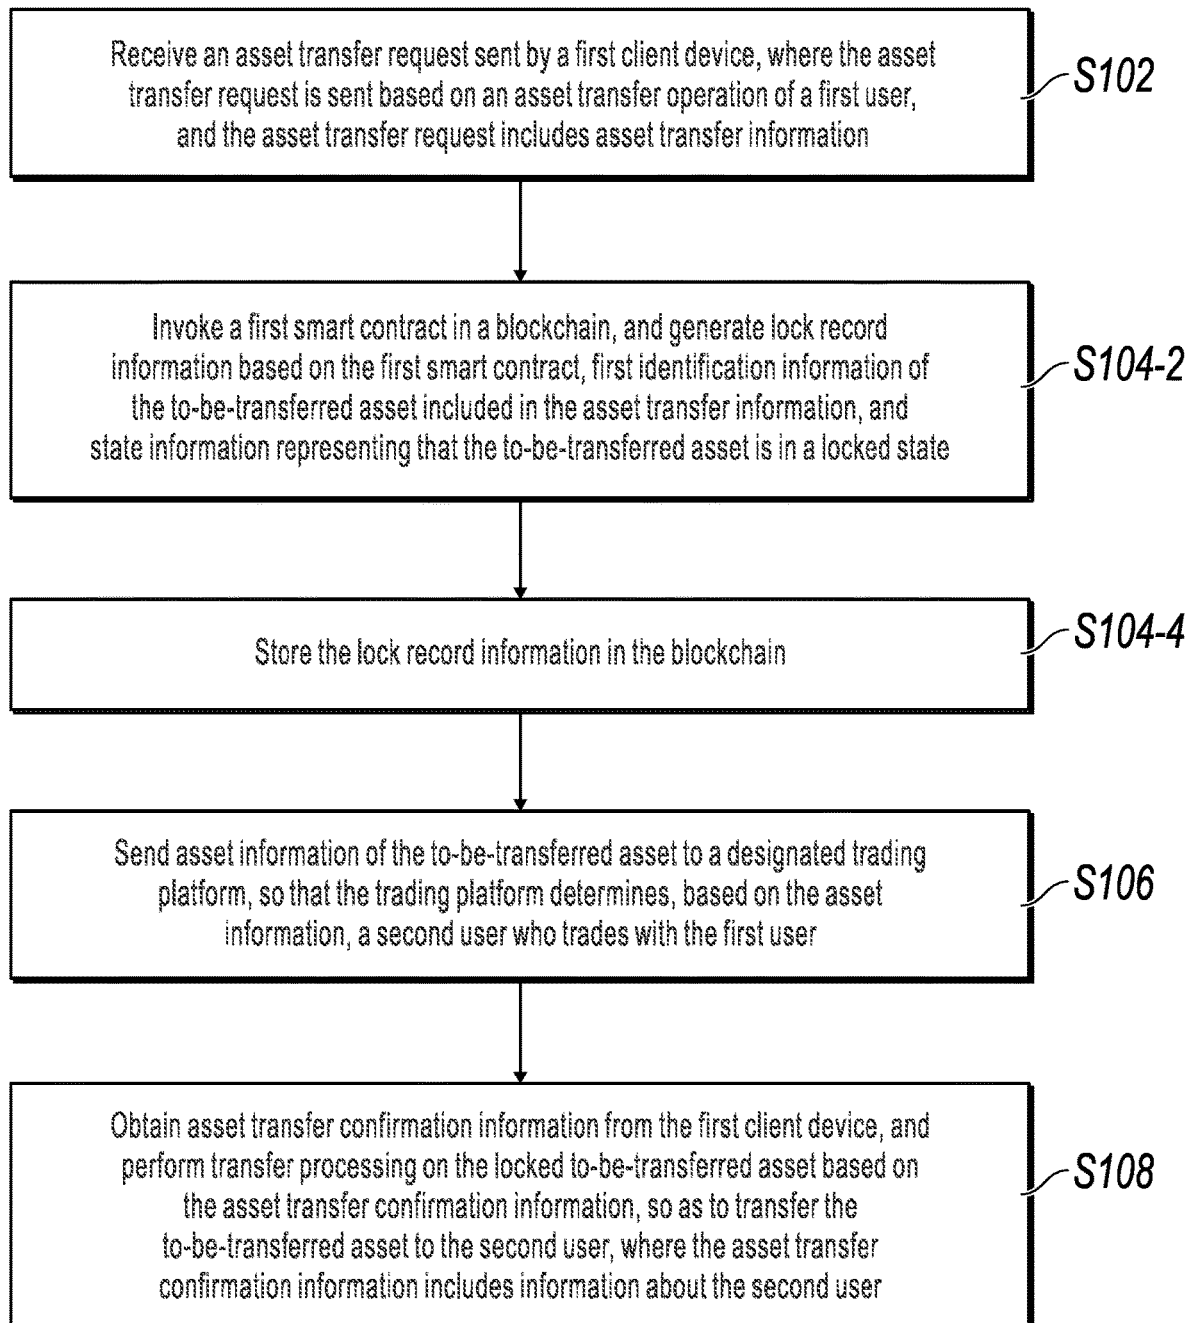 Receive an asset transfer request sent by a first client device, where the asset
transfer request is sent based on an asset transfer operation of a first user,
and the asset transfer request includes asset transfer information
S102
Invoke a first smart contract in a blockchain, and generate lock record
information based on the first smart contract, first identification information of
the to-be-transferred asset included in the asset transfer information, and
state information representing that the to-be-transferred asset is in a locked state
S104-2
Store the lock record information in the blockchain
S104-4
Send asset information of the to-be-transferred asset to a designated trading
platform, so that the trading platform determines, based on the asset
information, a second user who trades with the first user
S106
Obtain asset transfer confirmation information from the first client device, and
perform transfer processing on the locked to-be-transferred asset based on
the asset transfer confirmation information, so as to transfer the
to-be-transferred asset to the second user, where the asset transfer
confirmation information includes information about the second user
S108